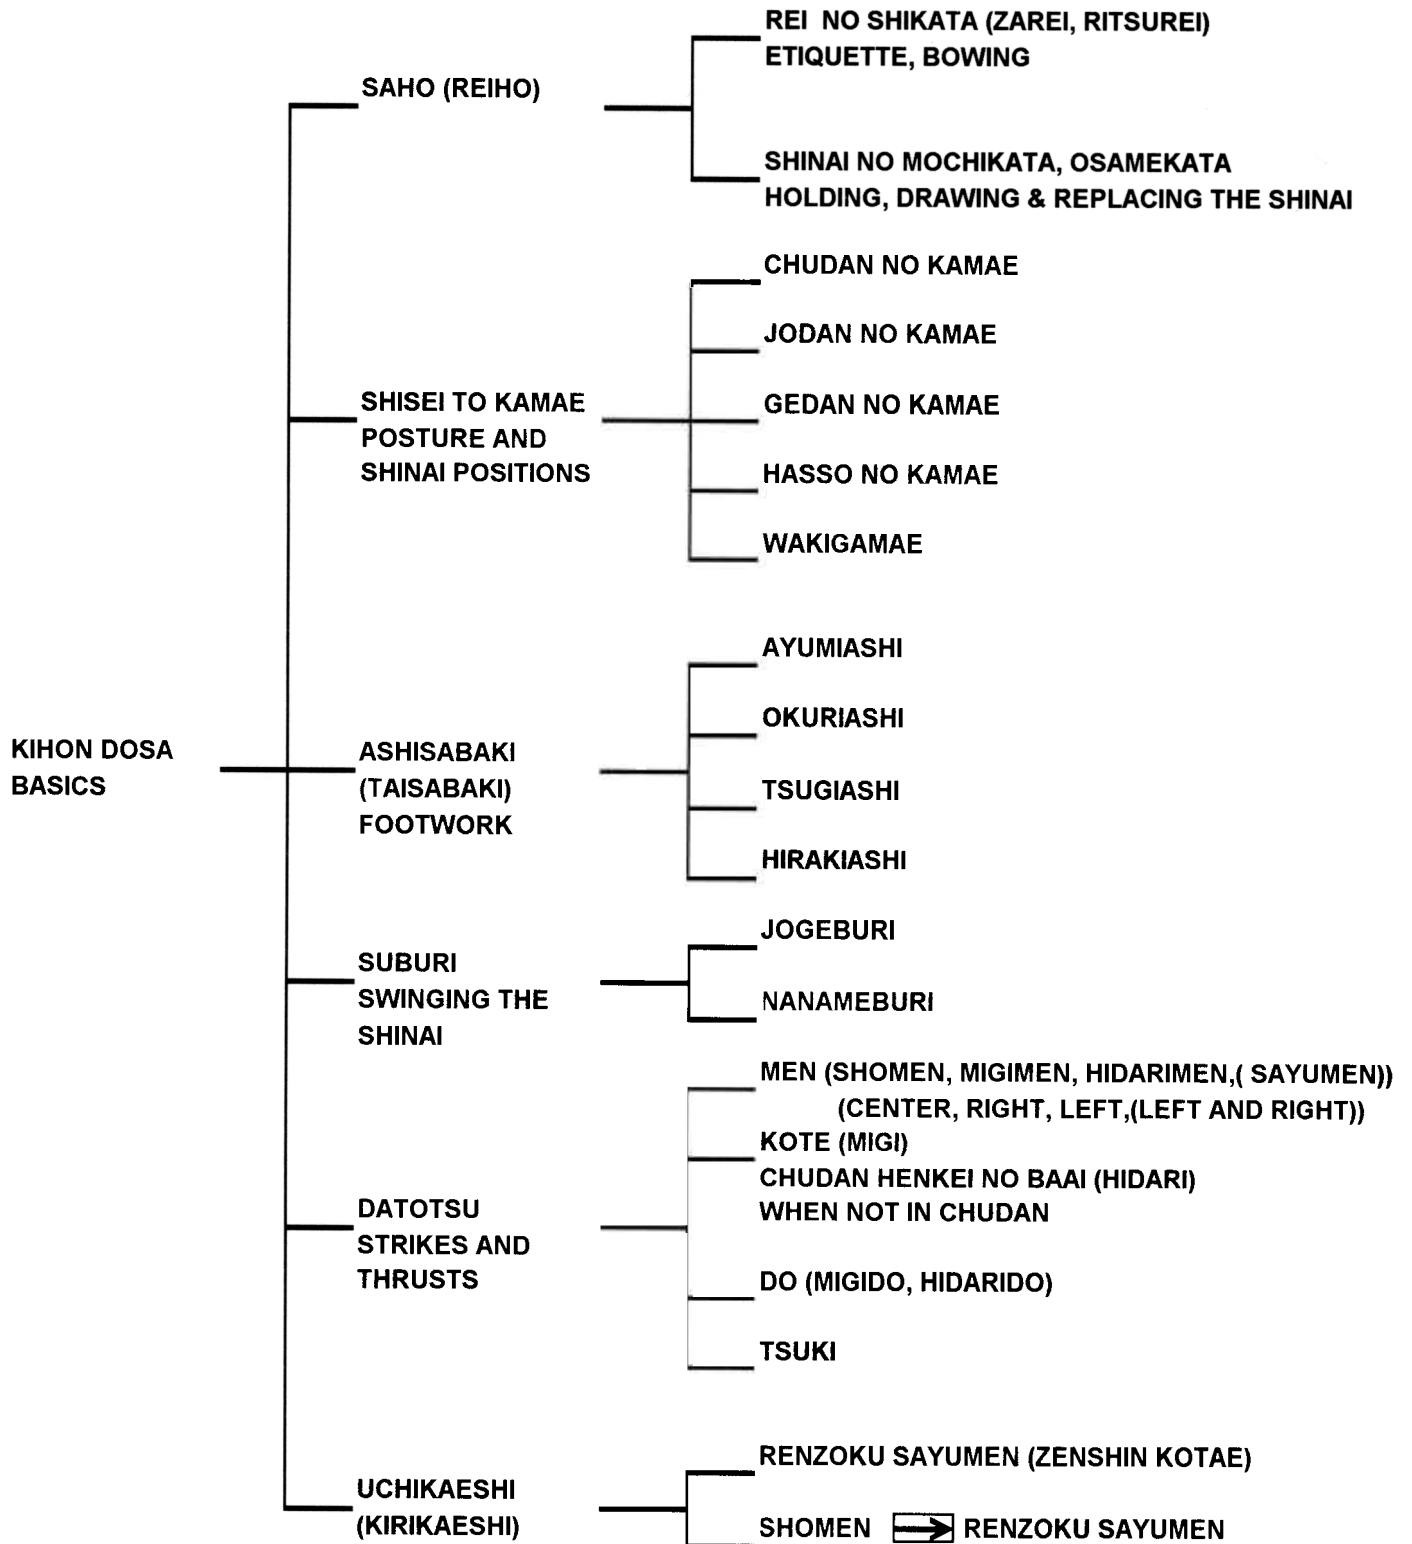 KIHON DOSA
BASICS
SAHO (REIHO)
REI NO SHIKATA (ZAREI, RITSUREI)
ETIQUETTE, BOWING
SHINAI NO MOCHIKATA, OSAMEKATA
HOLDING, DRAWING & REPLACING THE SHINAI
SHISEI TO KAMAE
POSTURE AND
SHINAI POSITIONS
CHUDAN NO KAMAE
JODAN NO KAMAE
GEDAN NO KAMAE
HASSO NO KAMAE
WAKIGAMAE
ASHISABAKI
(TAISABAKI)
FOOTWORK
AYUMIASHI
OKURIASHI
TSUGIASHI
HIRAKIASHI
SUBURI
SWINGING THE
SHINAI
JOGEBURI
NANAMEBURI
DATOTSU
STRIKES AND
THRUSTS
MEN (SHOMEN, MIGIMEN, HIDARIMEN,( SAYUMEN))
(CENTER, RIGHT, LEFT,(LEFT AND RIGHT))
KOTE (MIGI)
CHUDAN HENKEI NO BAAI (HIDARI)
WHEN NOT IN CHUDAN
DO (MIGIDO, HIDARIDO)
TSUKI
UCHIKAESHI
(KIRIKAESHI)
RENZOKU SAYUMEN (ZENSHIN KOTAE)
SHOMEN → RENZOKU SAYUMEN